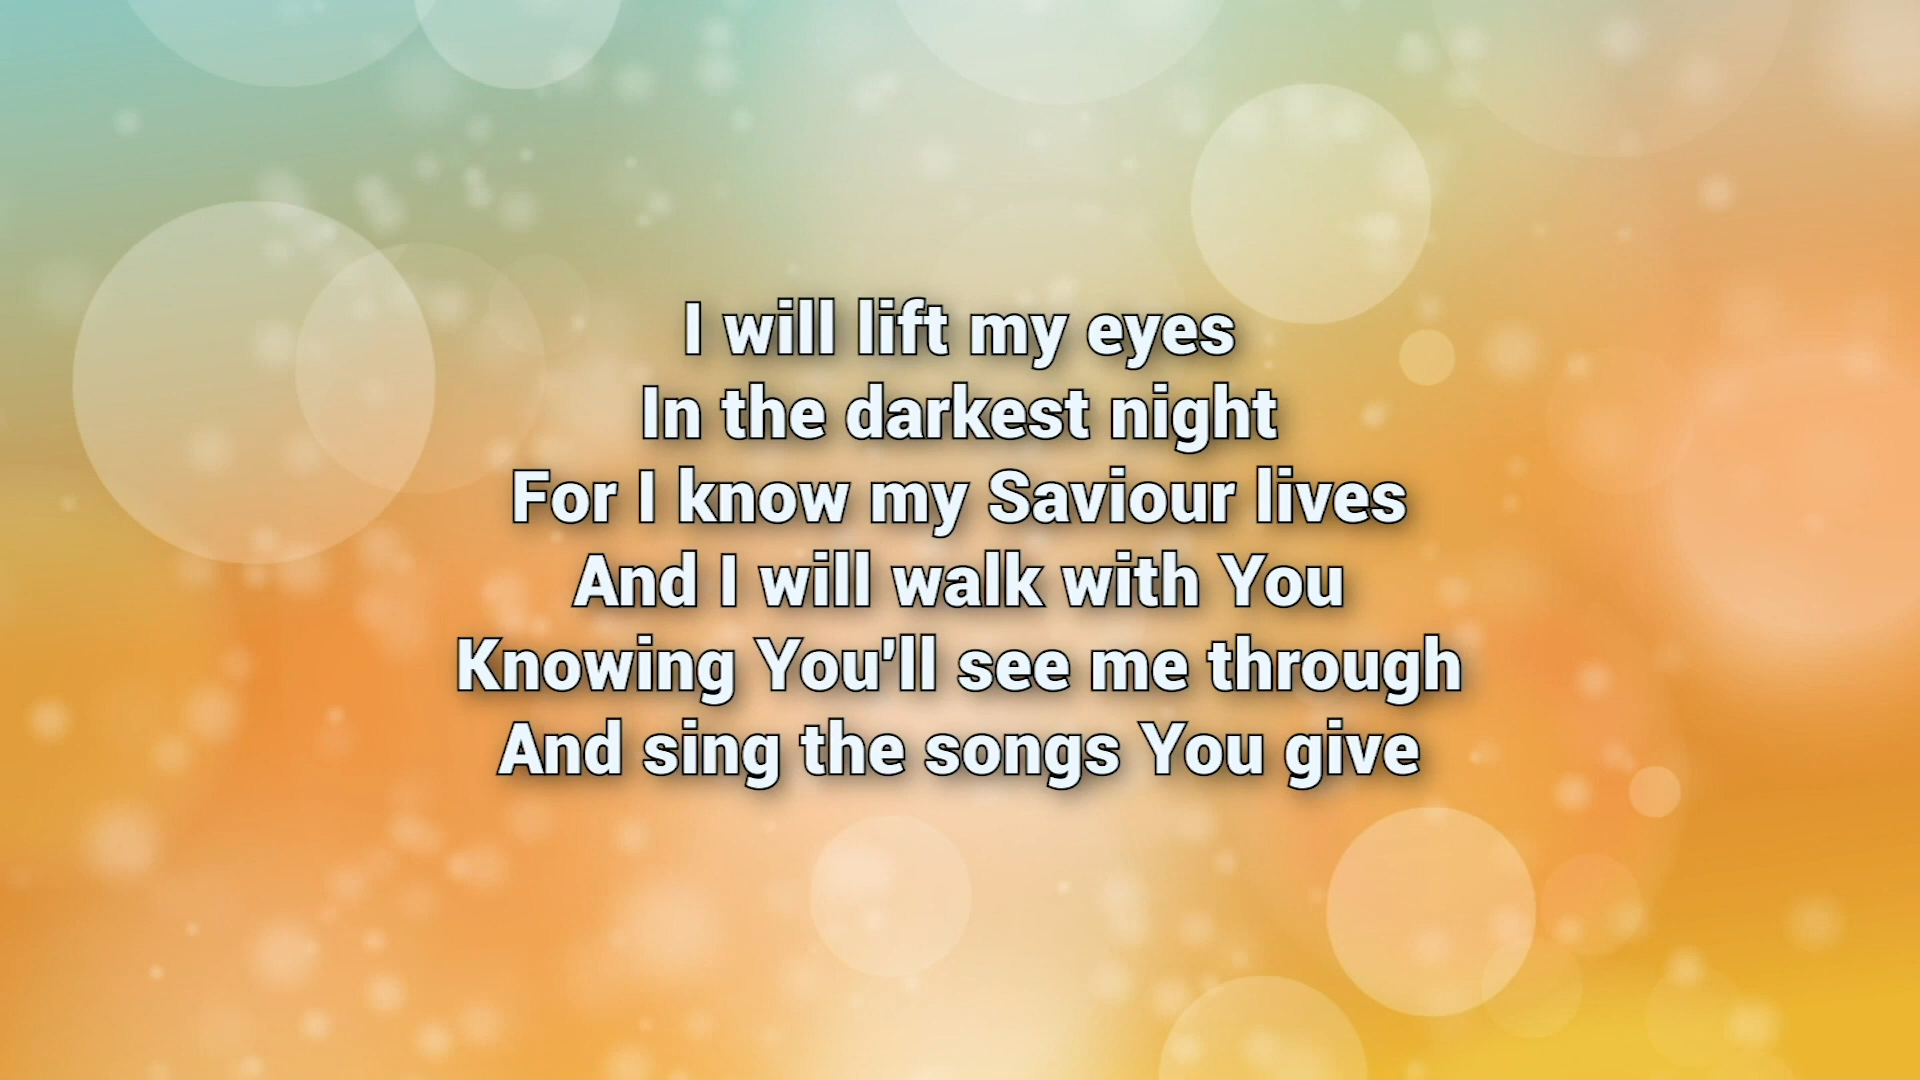 I will lift my eyes
In the darkest night
For I know my Saviour lives
And I will walk with You
Knowing You'll see me through
And sing the songs You give